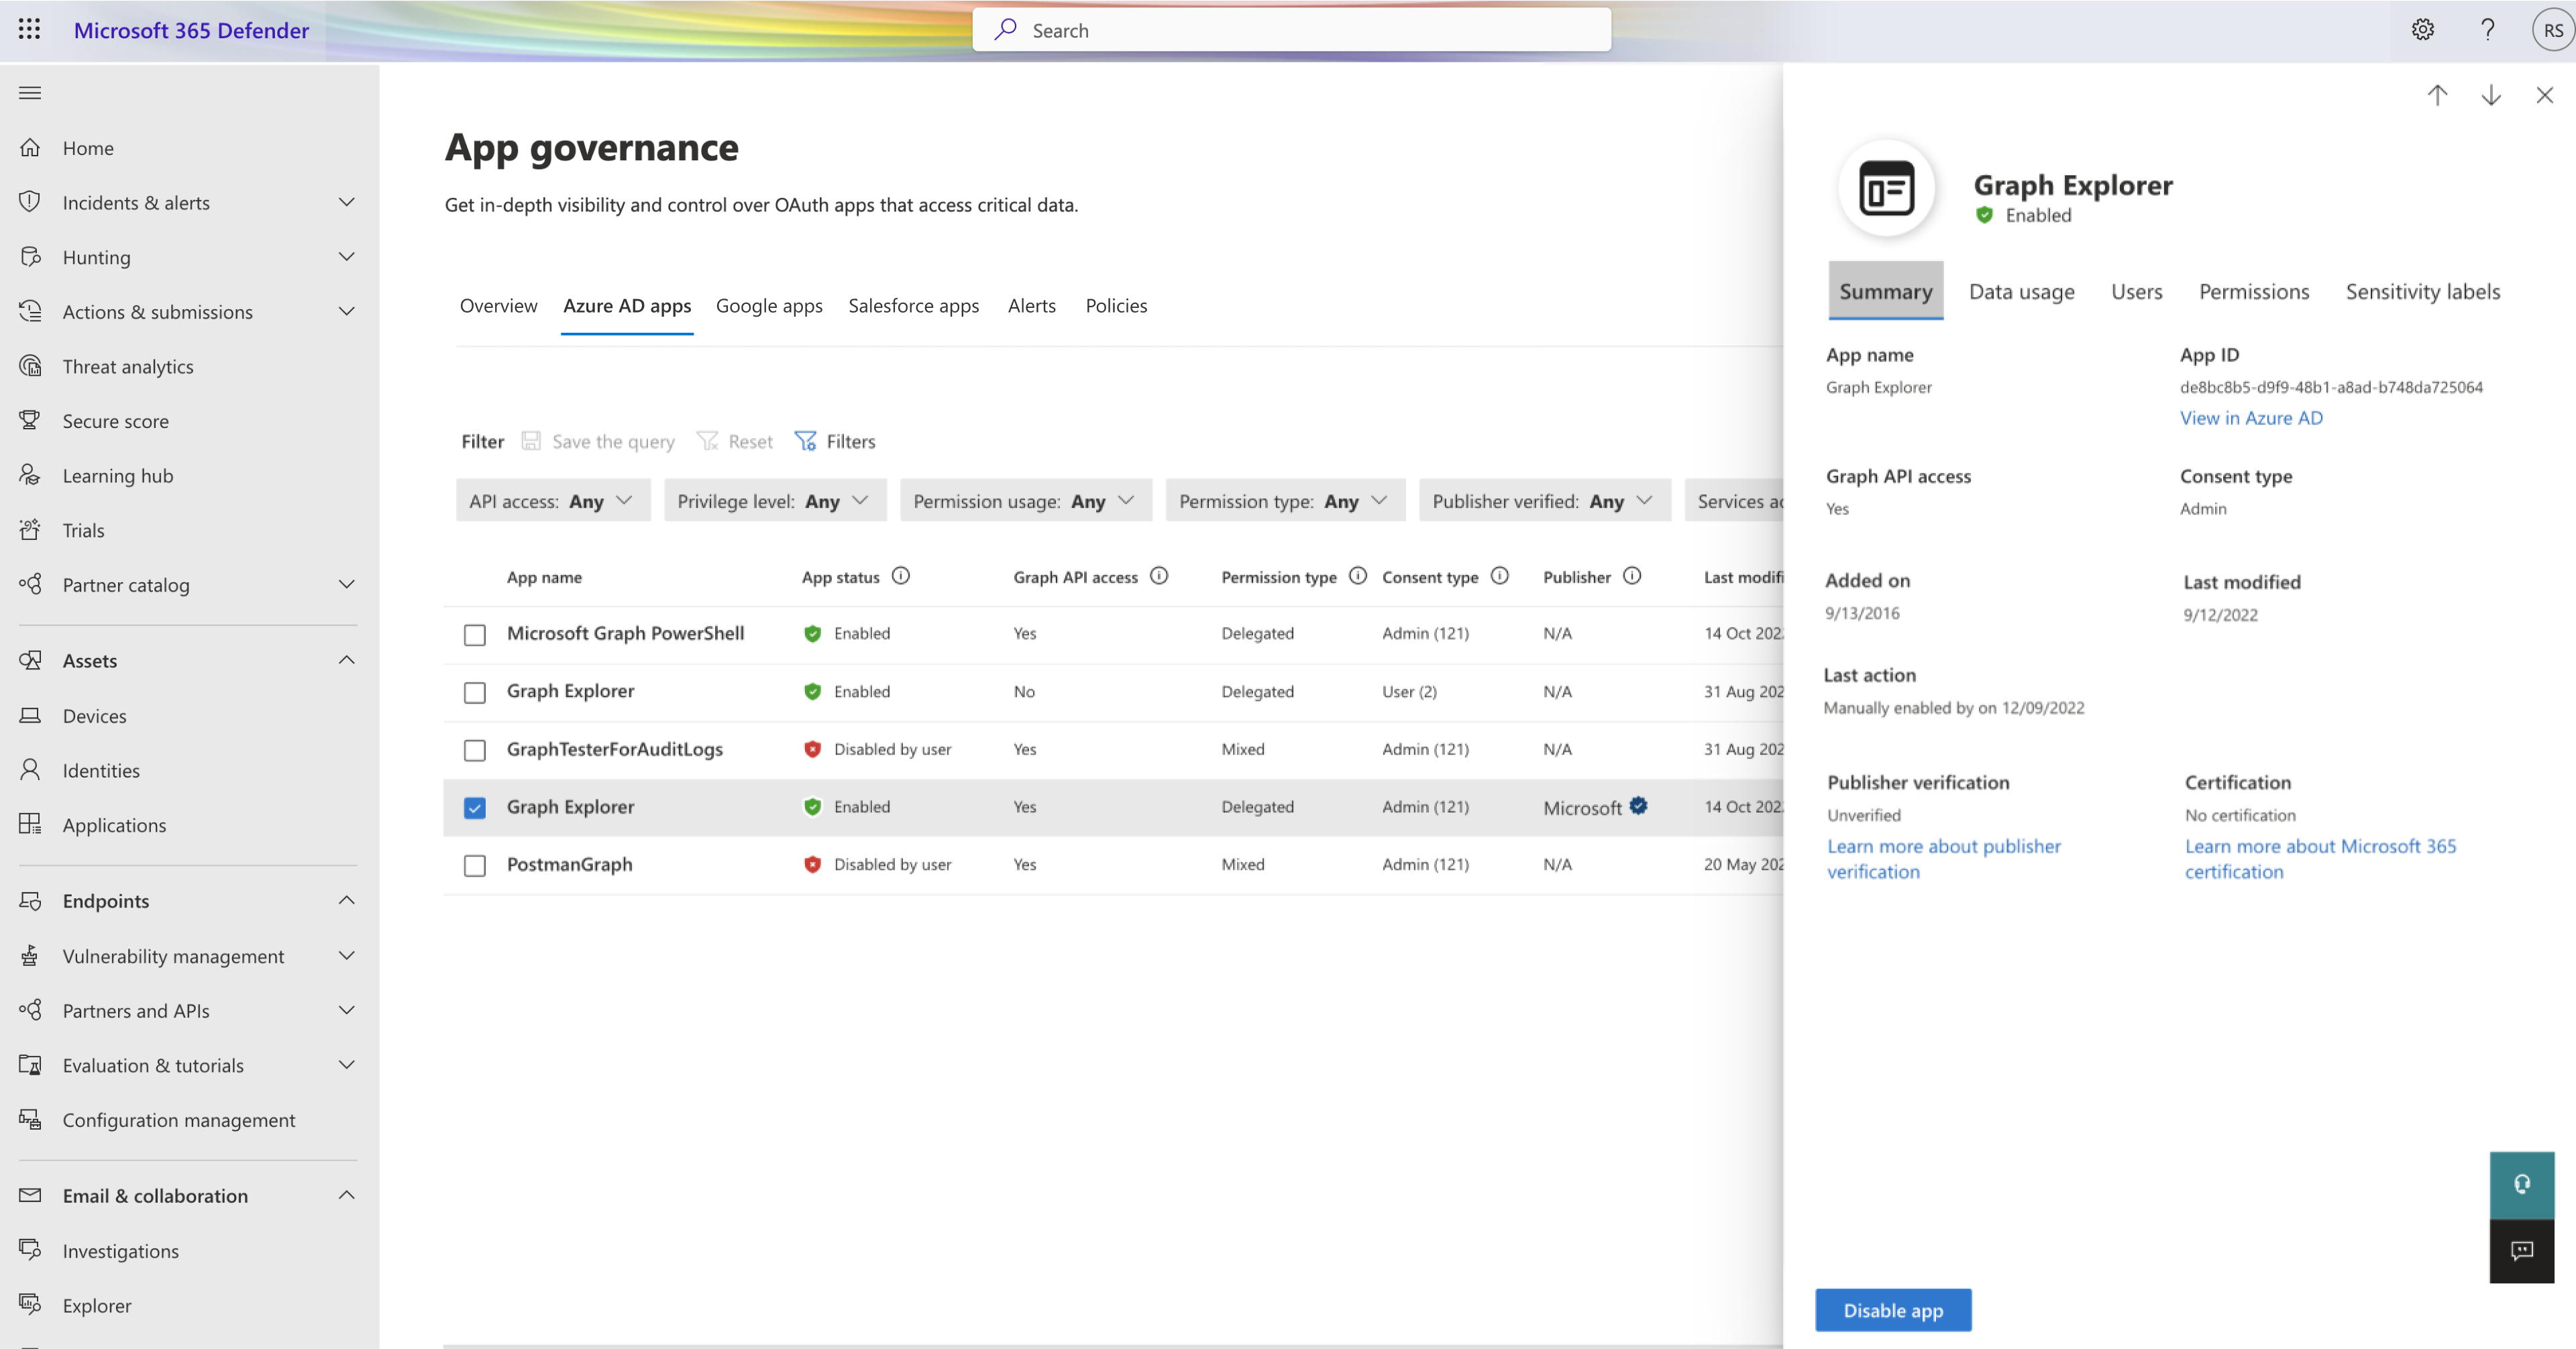 Microsoft 365 Defender
Search
RS
Home
Incidents & alerts
Hunting
Actions & submissions
Threat analytics
Secure score
Learning hub
Trials
Partner catalog
Assets
Devices
Identities
Applications
Endpoints
Vulnerability management
Partners and APIs
Evaluation & tutorials
Configuration management
Email & collaboration
Investigations
Explorer
App governance
Get in-depth visibility and control over OAuth apps that access critical data.
Overview Azure AD apps Google apps Salesforce apps Alerts Policies
Filter Save the query Reset Filters
API access: Any Privilege level: Any Permission usage: Any Permission type: Any Publisher verified: Any Services ac
App name App status Graph API access Permission type Consent type Publisher Last modifi
Microsoft Graph PowerShell Enabled Yes Delegated Admin (121) N/A 14 Oct 202
Graph Explorer Enabled No Delegated User (2) N/A 31 Aug 202
GraphTesterForAuditLogs Disabled by user Yes Mixed Admin (121) N/A 31 Aug 202
Graph Explorer Enabled Yes Delegated Admin (121) Microsoft 14 Oct 202
PostmanGraph Disabled by user Yes Mixed Admin (121) N/A 20 May 202
Graph Explorer
Enabled
Summary Data usage Users Permissions Sensitivity labels
App name
Graph Explorer
App ID
de8bc8b5-d9f9-48b1-a8ad-b748da725064
View in Azure AD
Graph API access
Yes
Consent type
Admin
Added on
9/13/2016
Last modified
9/12/2022
Last action
Manually enabled by on 12/09/2022
Publisher verification
Unverified
Learn more about publisher
verification
Certification
No certification
Learn more about Microsoft 365
certification
Disable app